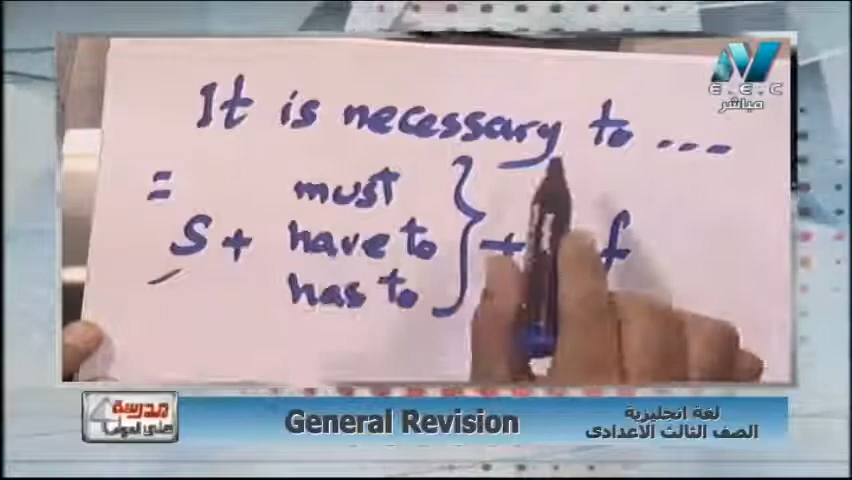 It is necessary to ...
=
must
S + have to } +    f
has to
EEC
مباشر
مدرسة
على الهوا
General Revision
لغة انجليزية
الصف الثالث الاعدادى